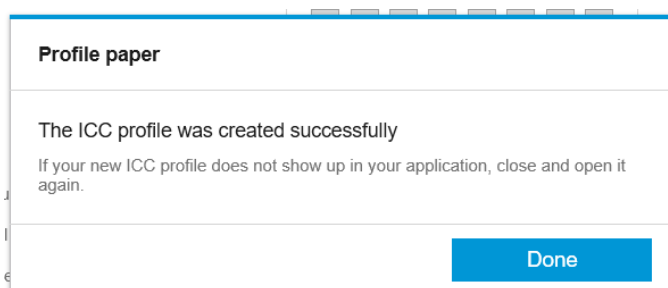 Profile paper
The ICC profile was created successfully
If your new ICC profile does not show up in your application, close and open it
again.
Done